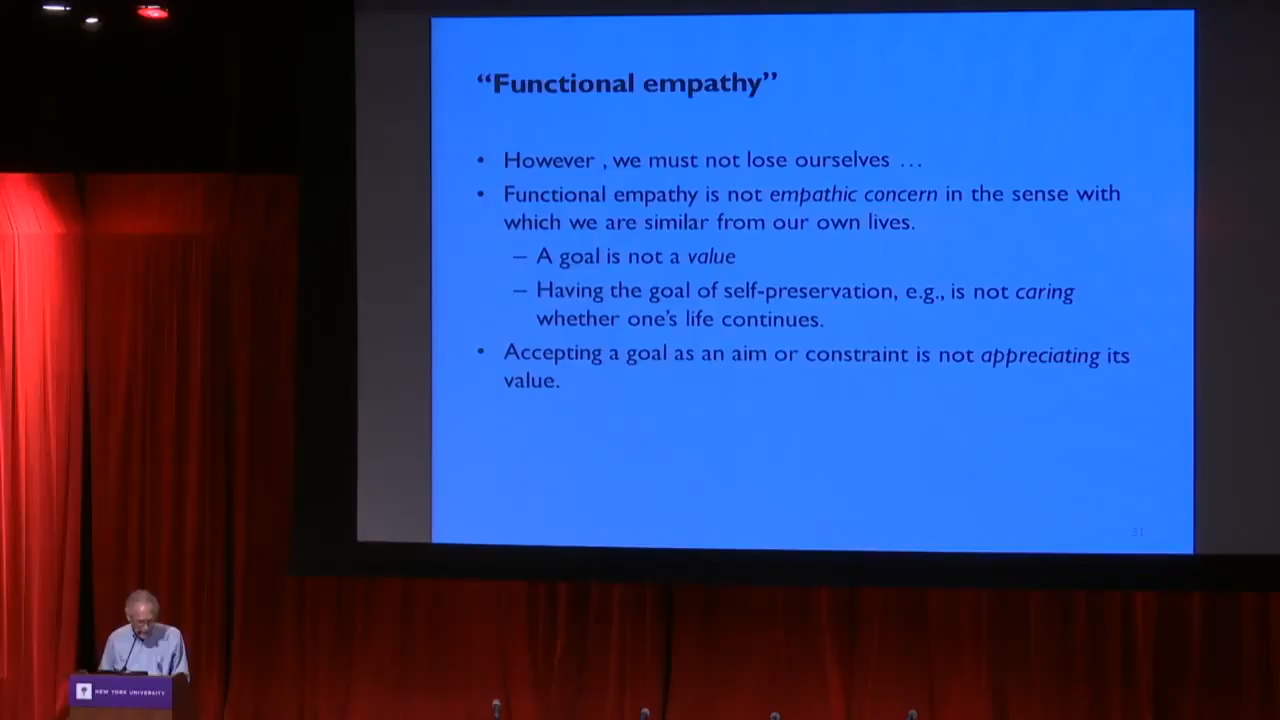 “Functional empathy”
• However , we must not lose ourselves …
• Functional empathy is not empathic concern in the sense with
which we are similar from our own lives.
– A goal is not a value
– Having the goal of self-preservation, e.g., is not caring
whether one’s life continues.
• Accepting a goal as an aim or constraint is not appreciating its
value.
31
NEW YORK UNIVERSITY